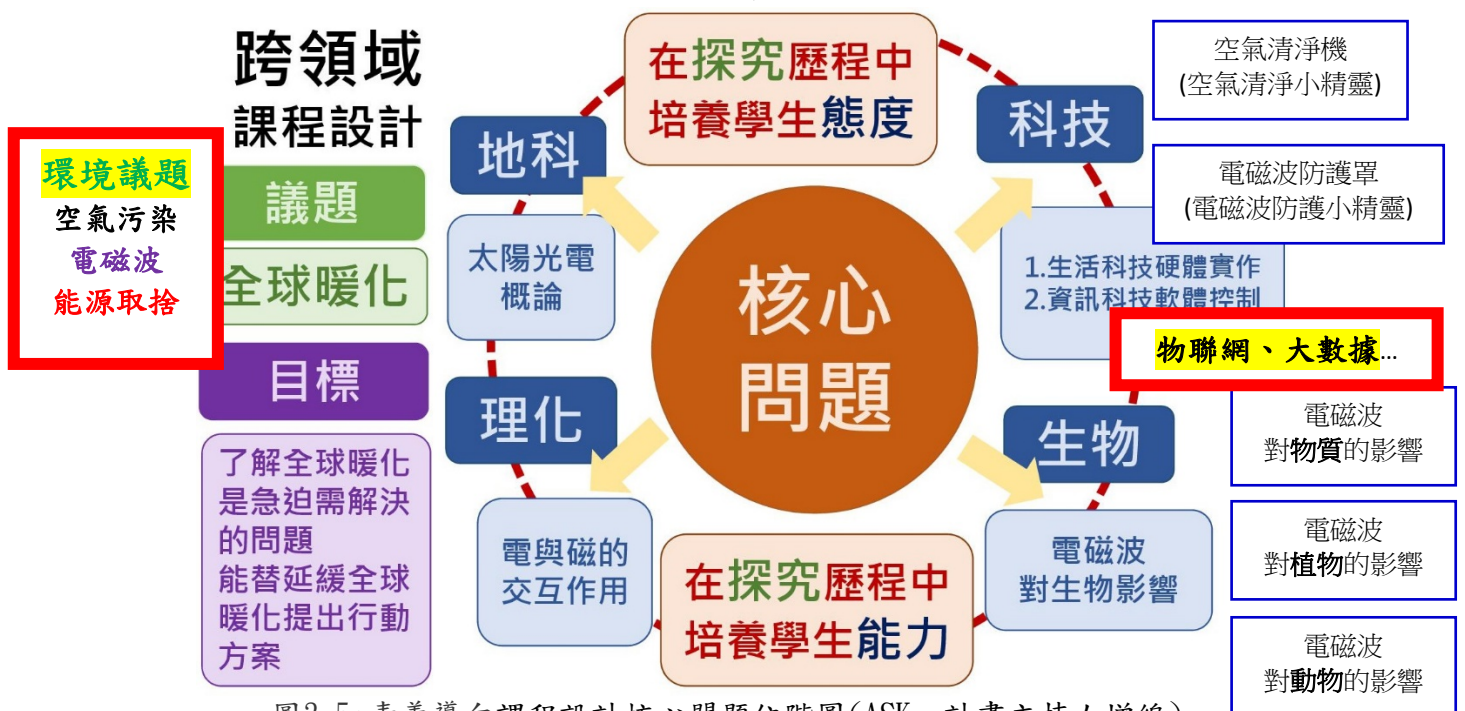 跨領域
課程設計
環境議題
空氣污染
電磁波
能源取捨
議題
全球暖化
目標
了解全球暖化
是急迫需解決
的問題
能替延緩全球
暖化提出行動
方案
在探究歷程中
培養學生態度
地科
太陽光電
概論
科技
1.生活科技硬體實作
2.資訊科技軟體控制
空氣清淨機
(空氣清淨小精靈)
電磁波防護罩
(電磁波防護小精靈)
物聯網、大數據…
核心
問題
理化
電與磁的
交互作用
生物
電磁波
對生物影響
電磁波
對物質的影響
電磁波
對植物的影響
電磁波
對動物的影響
在探究歷程中
培養學生能力